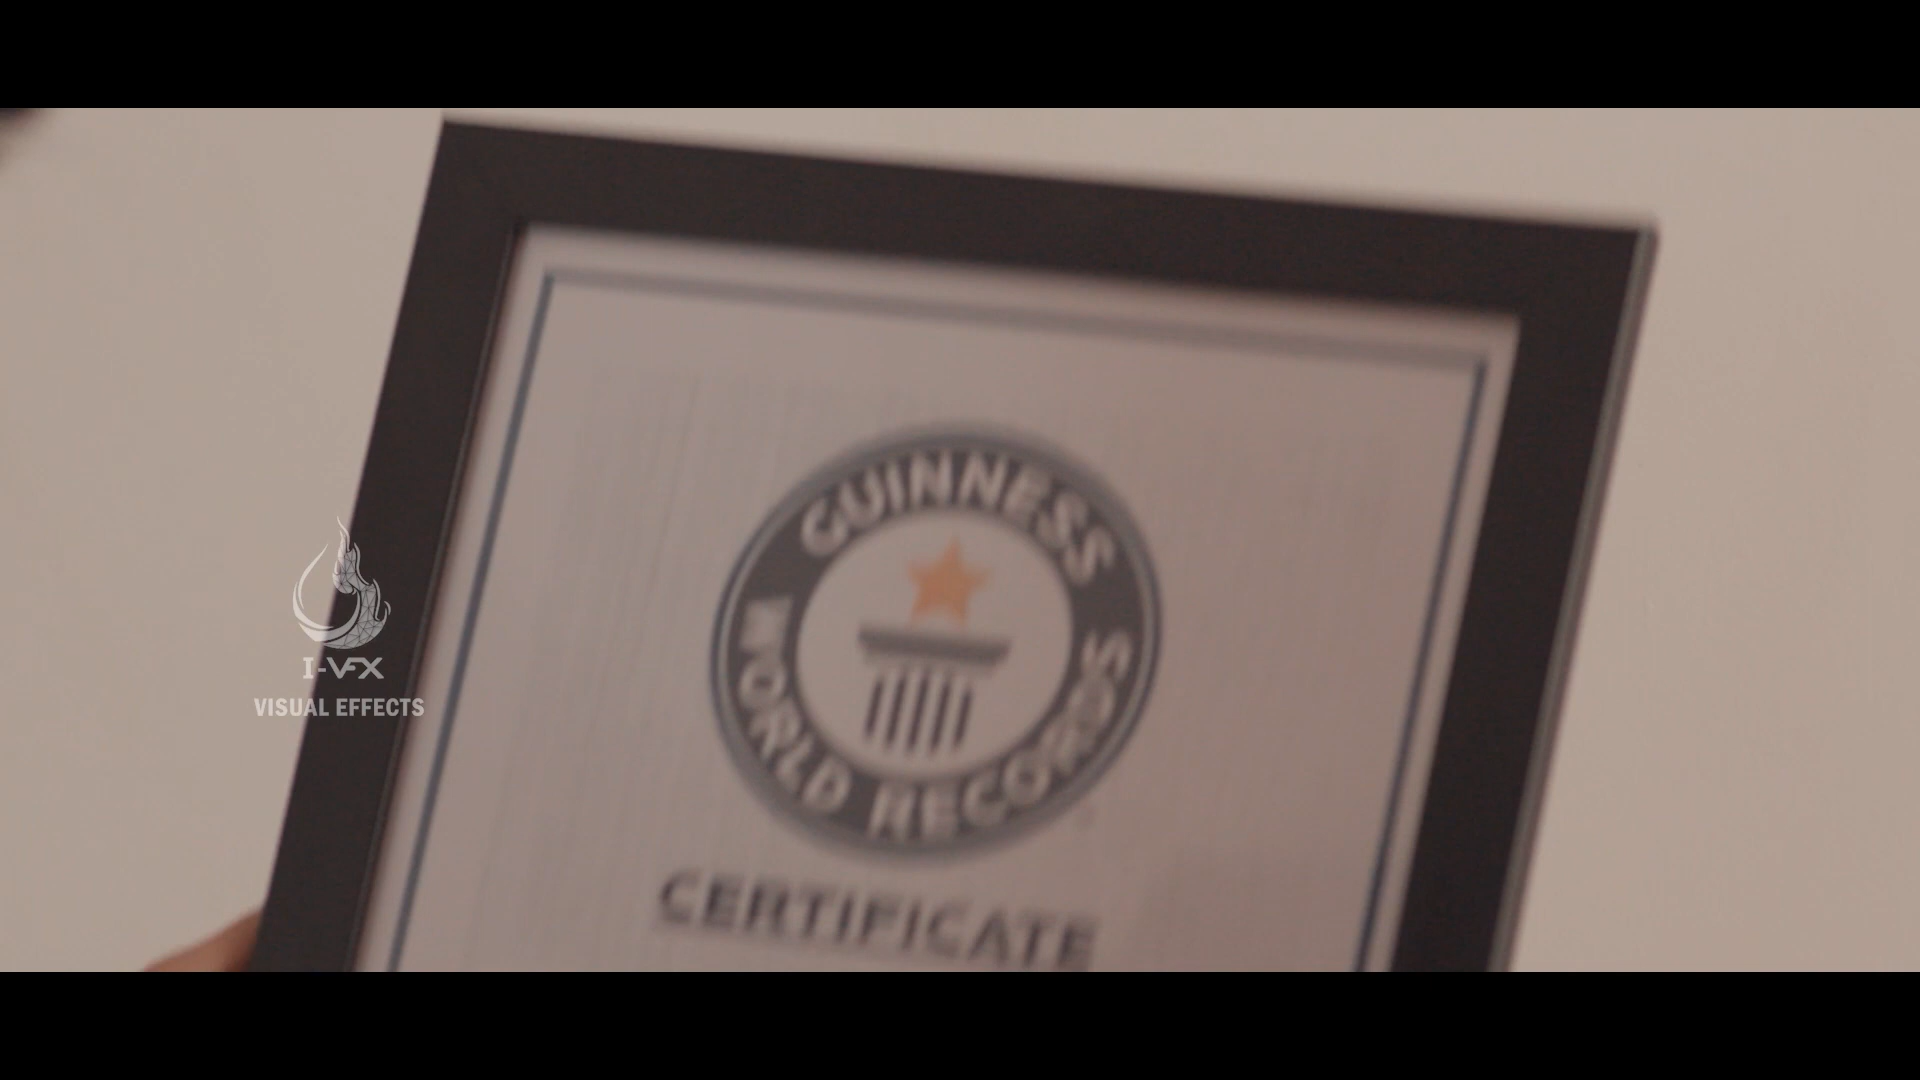 GUINNESS
WORLD RECORDS
I-VFX
VISUAL EFFECTS
CERTIFICATE